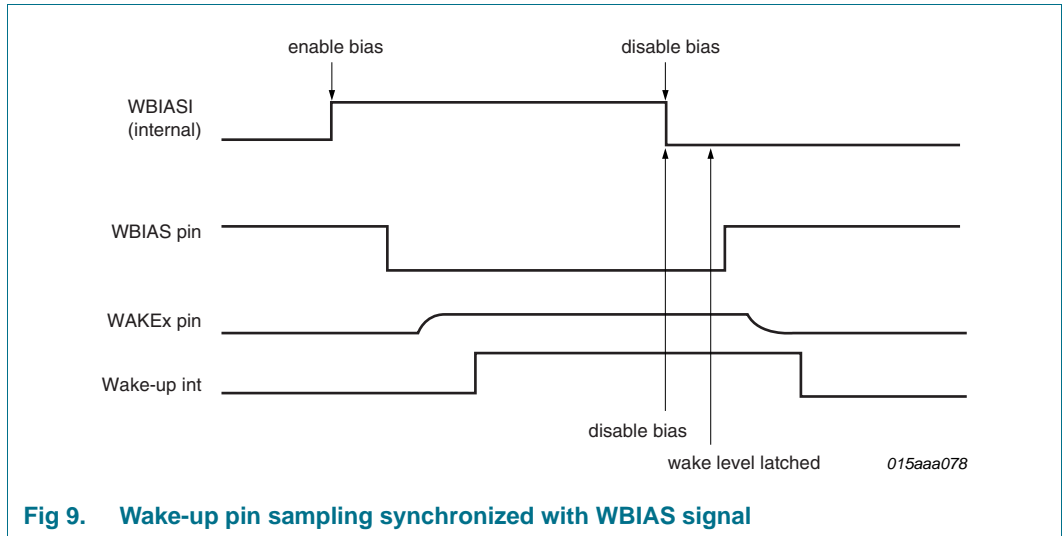 enable bias
disable bias
WBIASI
(internal)
WBIAS pin
WAKEx pin
Wake-up int
disable bias
wake level latched
015aaa078
Fig 9. Wake-up pin sampling synchronized with WBIAS signal